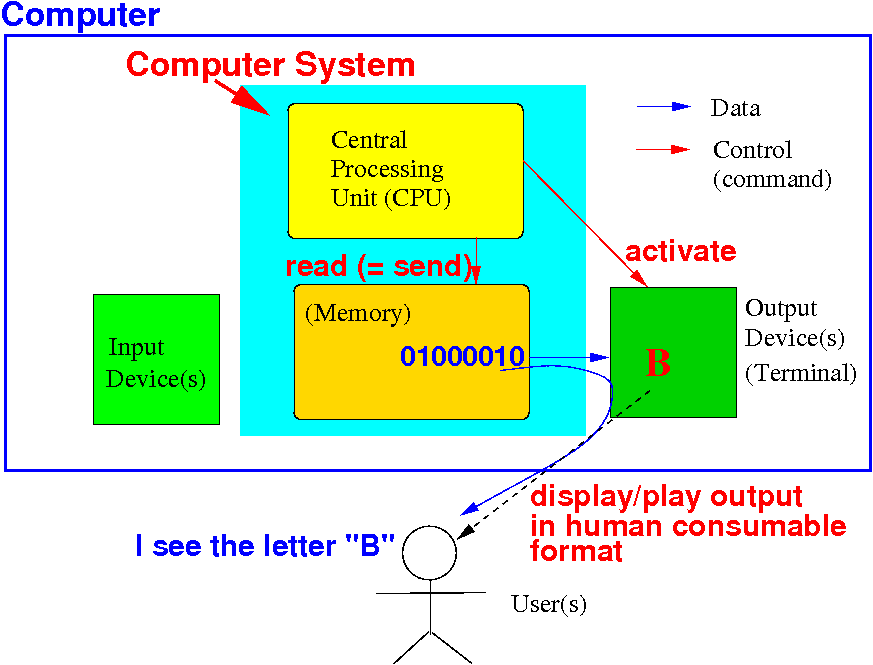 Computer
Computer System
Central
Processing
Unit (CPU)
Data
Control
(command)
activate
read (= send)
(Memory)
01000010
Input
Device(s)
B
Output
Device(s)
(Terminal)
display/play output
in human consumable
format
I see the letter "B"
User(s)